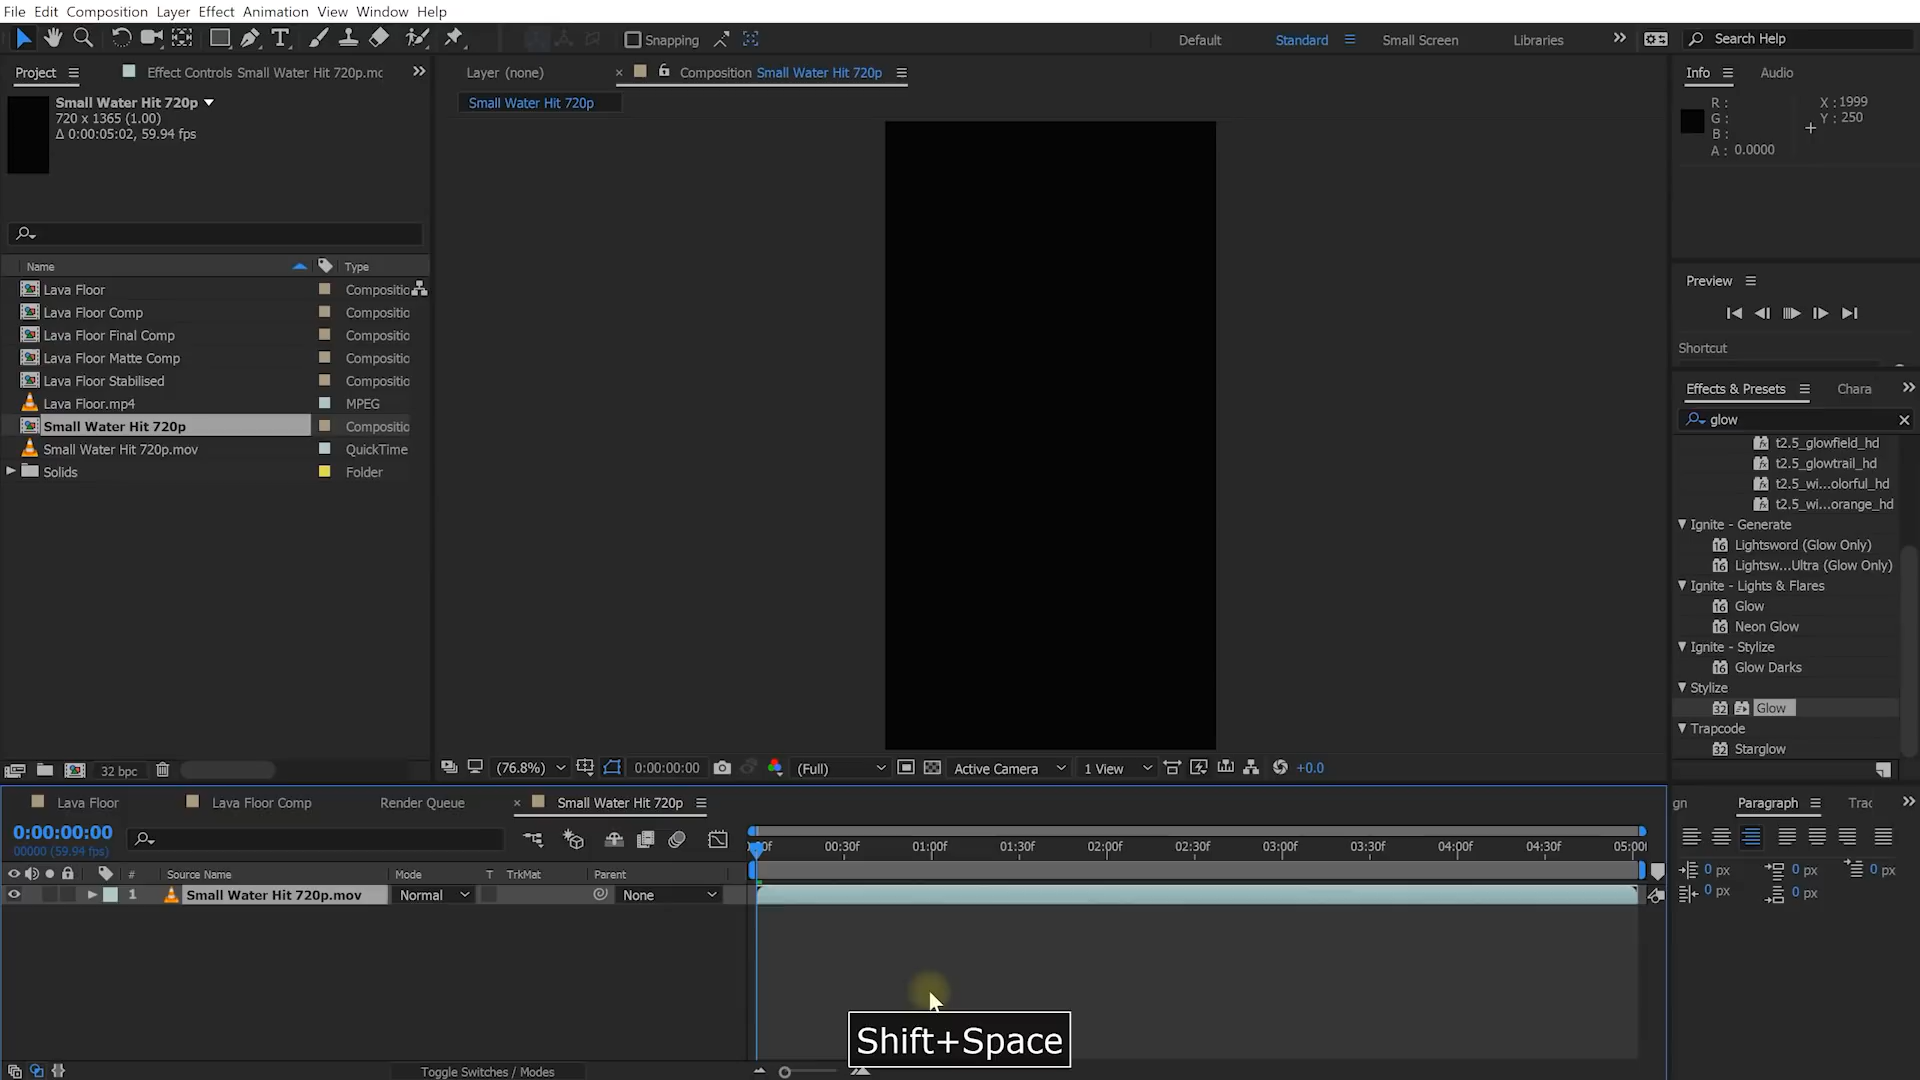 File Edit Composition Layer Effect Animation View Window Help
Snapping
Default
Standard
Small Screen
Libraries
Search Help
Project
Effect Controls Small Water Hit 720p.mc
Layer (none)
Composition Small Water Hit 720p
Info
Audio
Small Water Hit 720p
720 x 1365 (1.00)
Δ 0:00:05:02, 59.94 fps
Small Water Hit 720p
R :
G :
B :
A : 0.0000
X : 1999
Y : 250
Name
Type
Lava Floor
Compositio
Lava Floor Comp
Compositio
Lava Floor Final Comp
Compositio
Lava Floor Matte Comp
Compositio
Lava Floor Stabilised
Compositio
Lava Floor.mp4
MPEG
Small Water Hit 720p
Compositio
Small Water Hit 720p.mov
QuickTime
Solids
Folder
Preview
Shortcut
Effects & Presets
Chara
glow
t2.5_glowfield_hd
t2.5_glowtrail_hd
t2.5_wi...olorful_hd
t2.5_wi...orange_hd
Ignite - Generate
16 Lightsword (Glow Only)
16 Lightsw...Ultra (Glow Only)
Ignite - Lights & Flares
16 Glow
16 Neon Glow
Ignite - Stylize
16 Glow Darks
Stylize
32 Glow
Trapcode
32 Starglow
32 bpc
(76.8%)
0:00:00:00
(Full)
Active Camera
1 View
+0.0
Lava Floor
Lava Floor Comp
Render Queue
Small Water Hit 720p
gn
Paragraph
Trac
0:00:00:00
00000 (59.94 fps)
00f
00:30f
01:00f
01:30f
02:00f
02:30f
03:00f
03:30f
04:00f
04:30f
05:00f
# Source Name
Mode
T TrkMat
Parent
1 Small Water Hit 720p.mov
Normal
None
0 px
0 px
0 px
0 px
0 px
Shift+Space
Toggle Switches / Modes